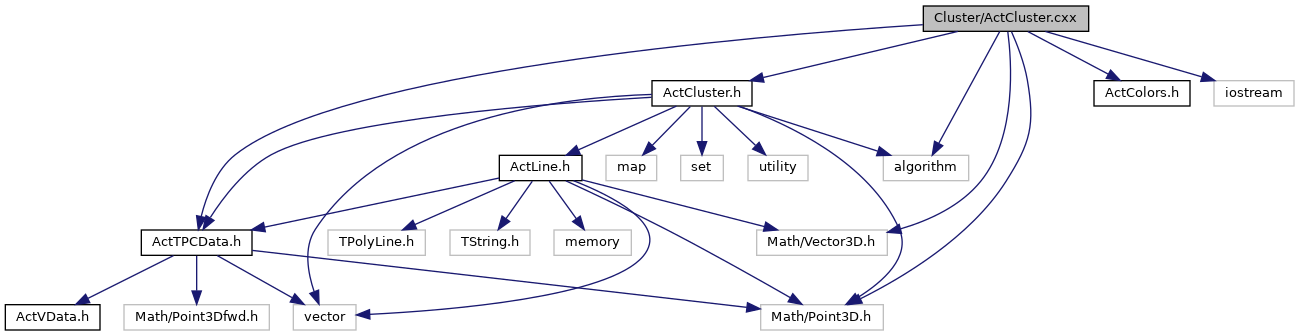 Cluster/ActCluster.cxx
ActCluster.h
ActColors.h
iostream
ActLine.h
map
set
utility
algorithm
ActTPCData.h
TPolyLine.h
TString.h
memory
Math/Vector3D.h
ActVData.h
Math/Point3Dfwd.h
vector
Math/Point3D.h